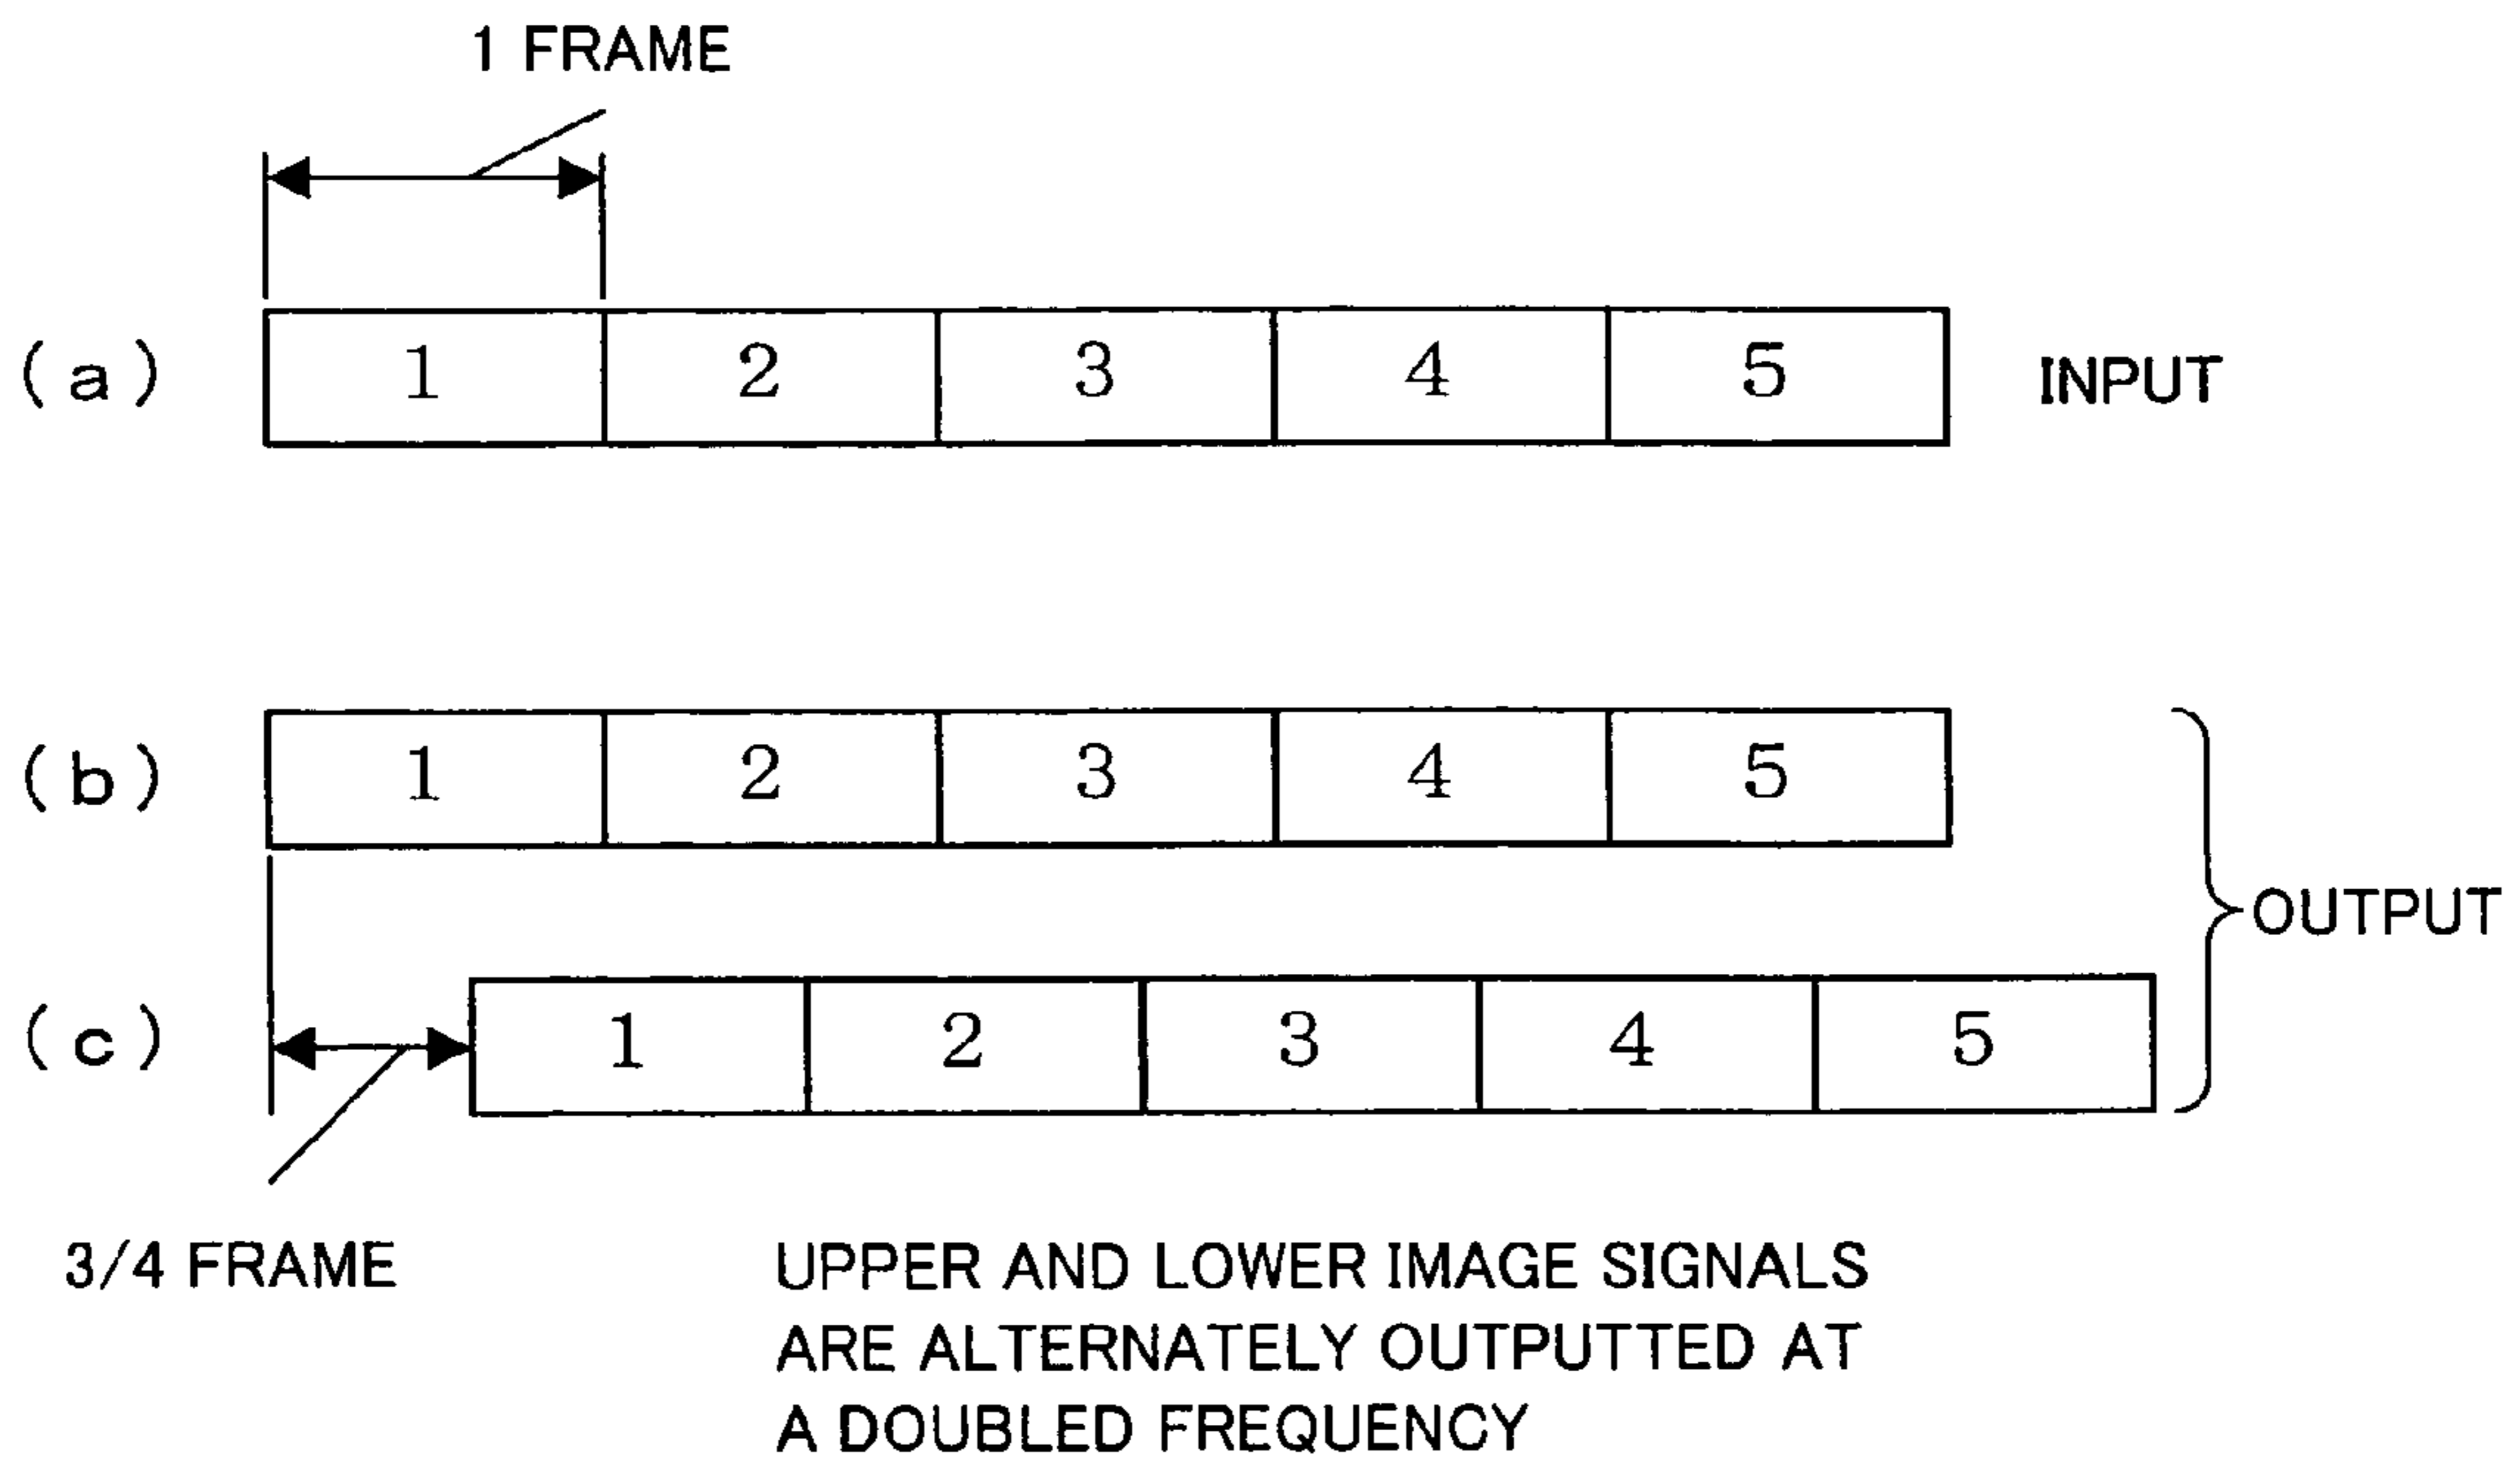 1 FRAME
(a) 1 2 3 4 5 INPUT
(b) 1 2 3 4 5
OUTPUT
(c) 1 2 3 4 5
3/4 FRAME
UPPER AND LOWER IMAGE SIGNALS
ARE ALTERNATELY OUTPUTTED AT
A DOUBLED FREQUENCY